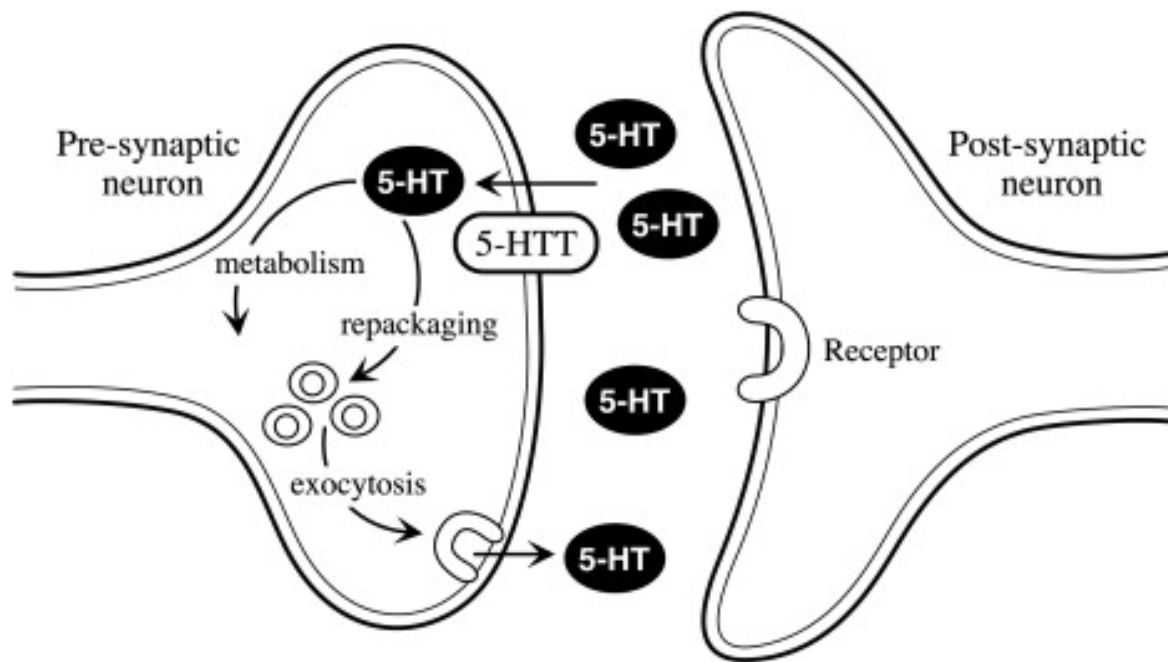 Pre-synaptic
neuron
5-HT
5-HT
5-HT
5-HTT
Post-synaptic
neuron
metabolism
repackaging
Receptor
5-HT
exocytosis
5-HT